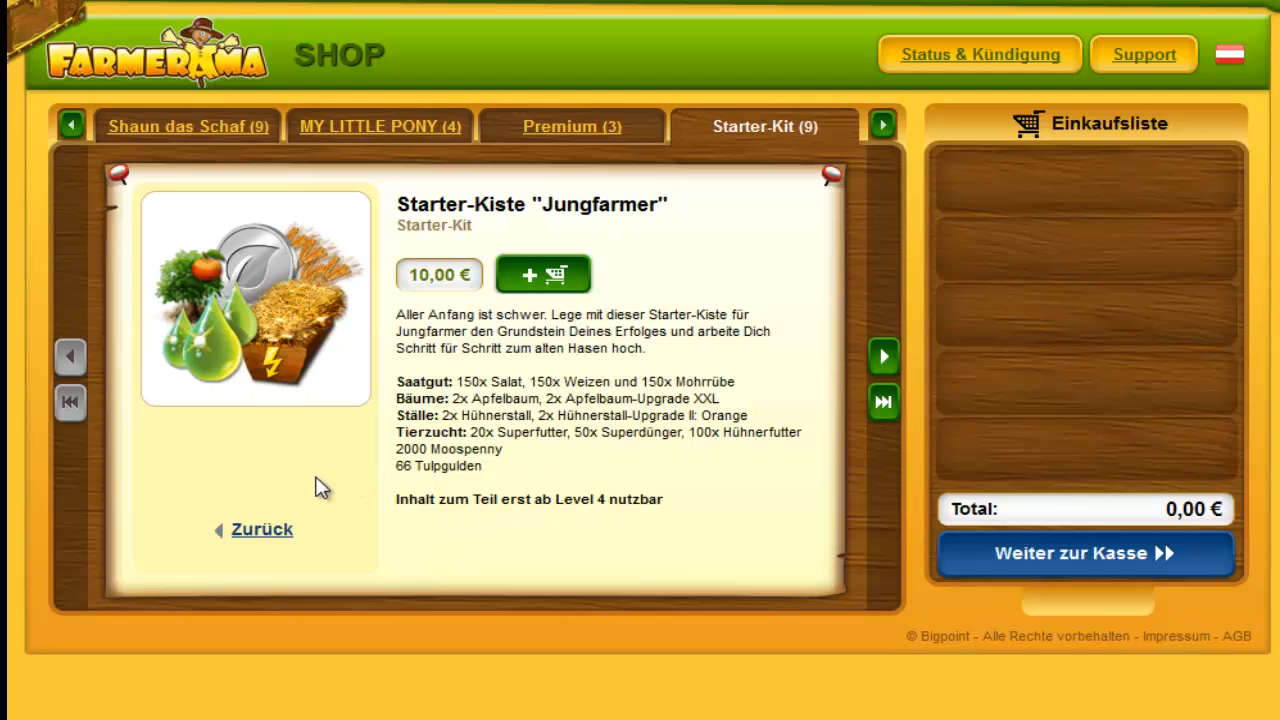 FARMERAMA
SHOP
Status & Kündigung
Support
Shaun das Schaf (9)
MY LITTLE PONY (4)
Premium (3)
Starter-Kit (9)
Einkaufsliste
Starter-Kiste "Jungfarmer"
Starter-Kit
10,00 €
+
Aller Anfang ist schwer. Lege mit dieser Starter-Kiste für
Jungfarmer den Grundstein Deines Erfolges und arbeite Dich
Schritt für Schritt zum alten Hasen hoch.
Saatgut: 150x Salat, 150x Weizen und 150x Mohrrübe
Bäume: 2x Apfelbaum, 2x Apfelbaum-Upgrade XXL
Ställe: 2x Hühnerstall, 2x Hühnerstall-Upgrade II: Orange
Tierzucht: 20x Superfutter, 50x Superdünger, 100x Hühnerfutter
2000 Moospenny
66 Tulpgulden
Inhalt zum Teil erst ab Level 4 nutzbar
Zurück
Total: 0,00 €
Weiter zur Kasse
© Bigpoint - Alle Rechte vorbehalten - Impressum - AGB